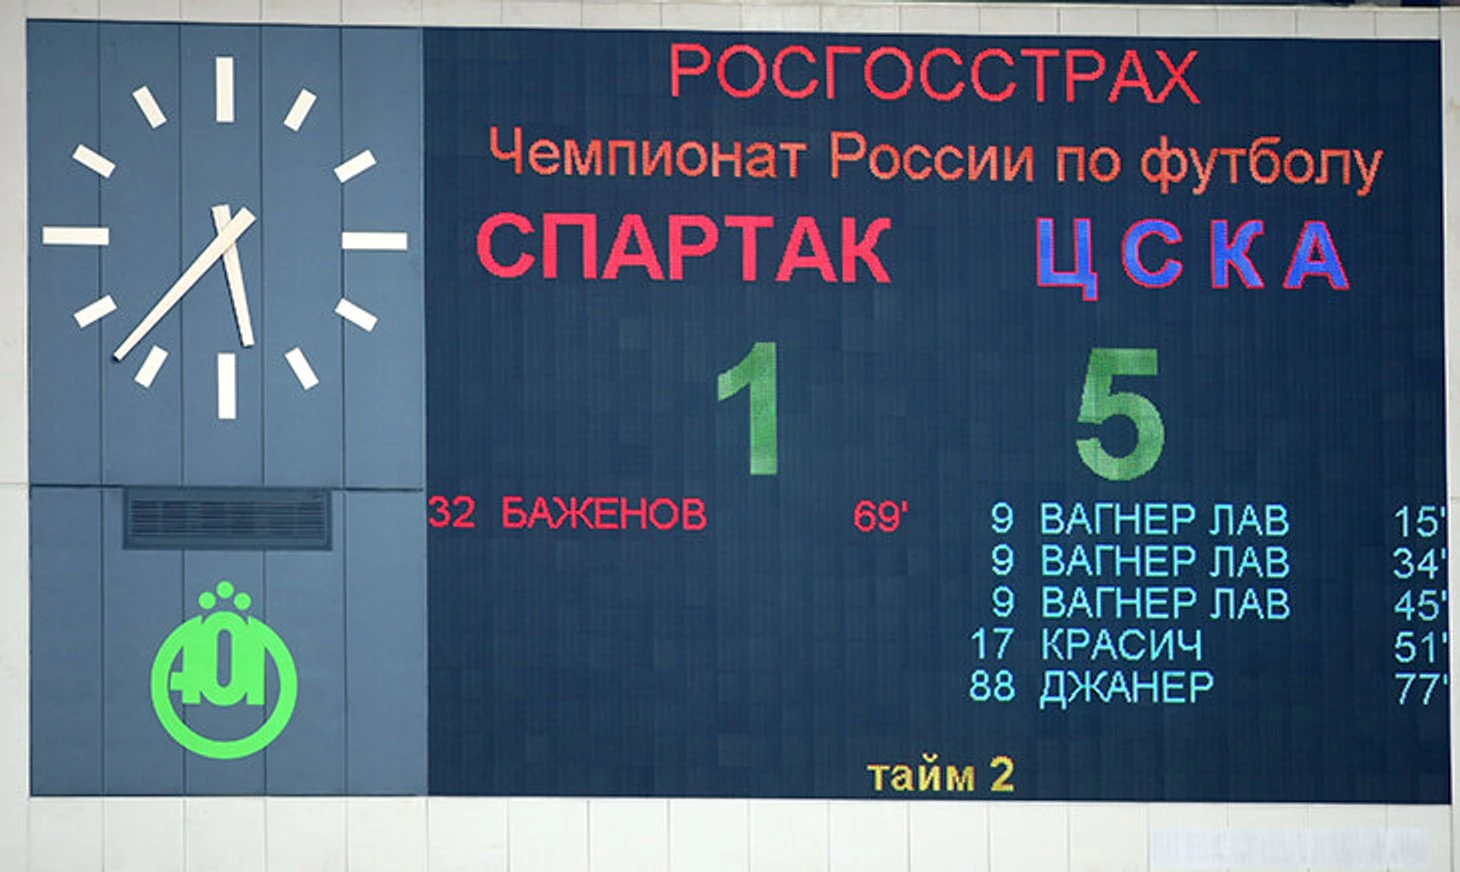 РОСГОССТРАХ
Чемпионат России по футболу
СПАРТАК ЦСКА
1 5
32 БАЖЕНОВ 69' 9 ВАГНЕР ЛАВ 15'
9 ВАГНЕР ЛАВ 34'
9 ВАГНЕР ЛАВ 45'
17 КРАСИЧ 51'
88 ДЖАНЕР 77'
тайм 2